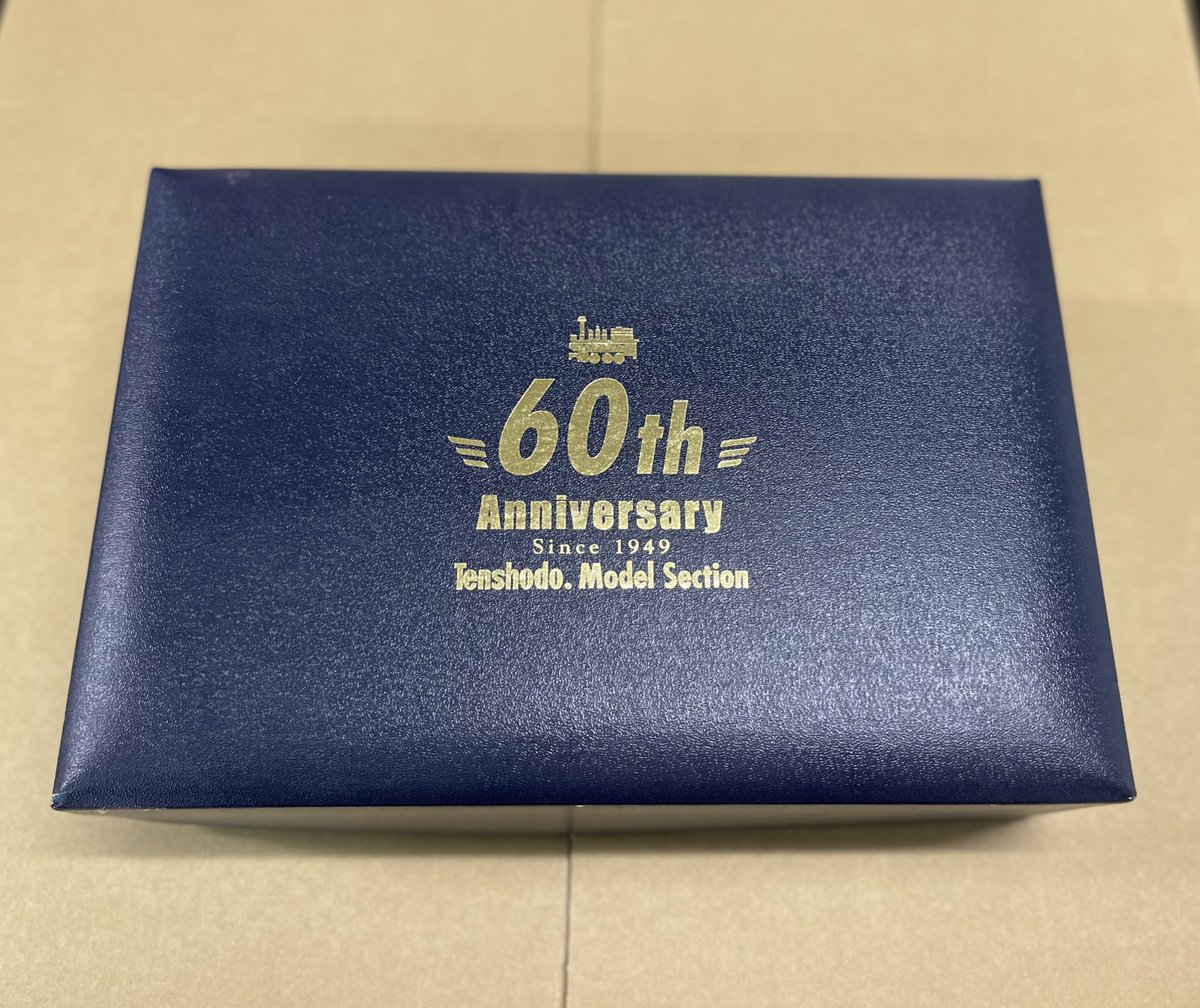 60th
Anniversary
Since 1949
Tenshodo. Model Section